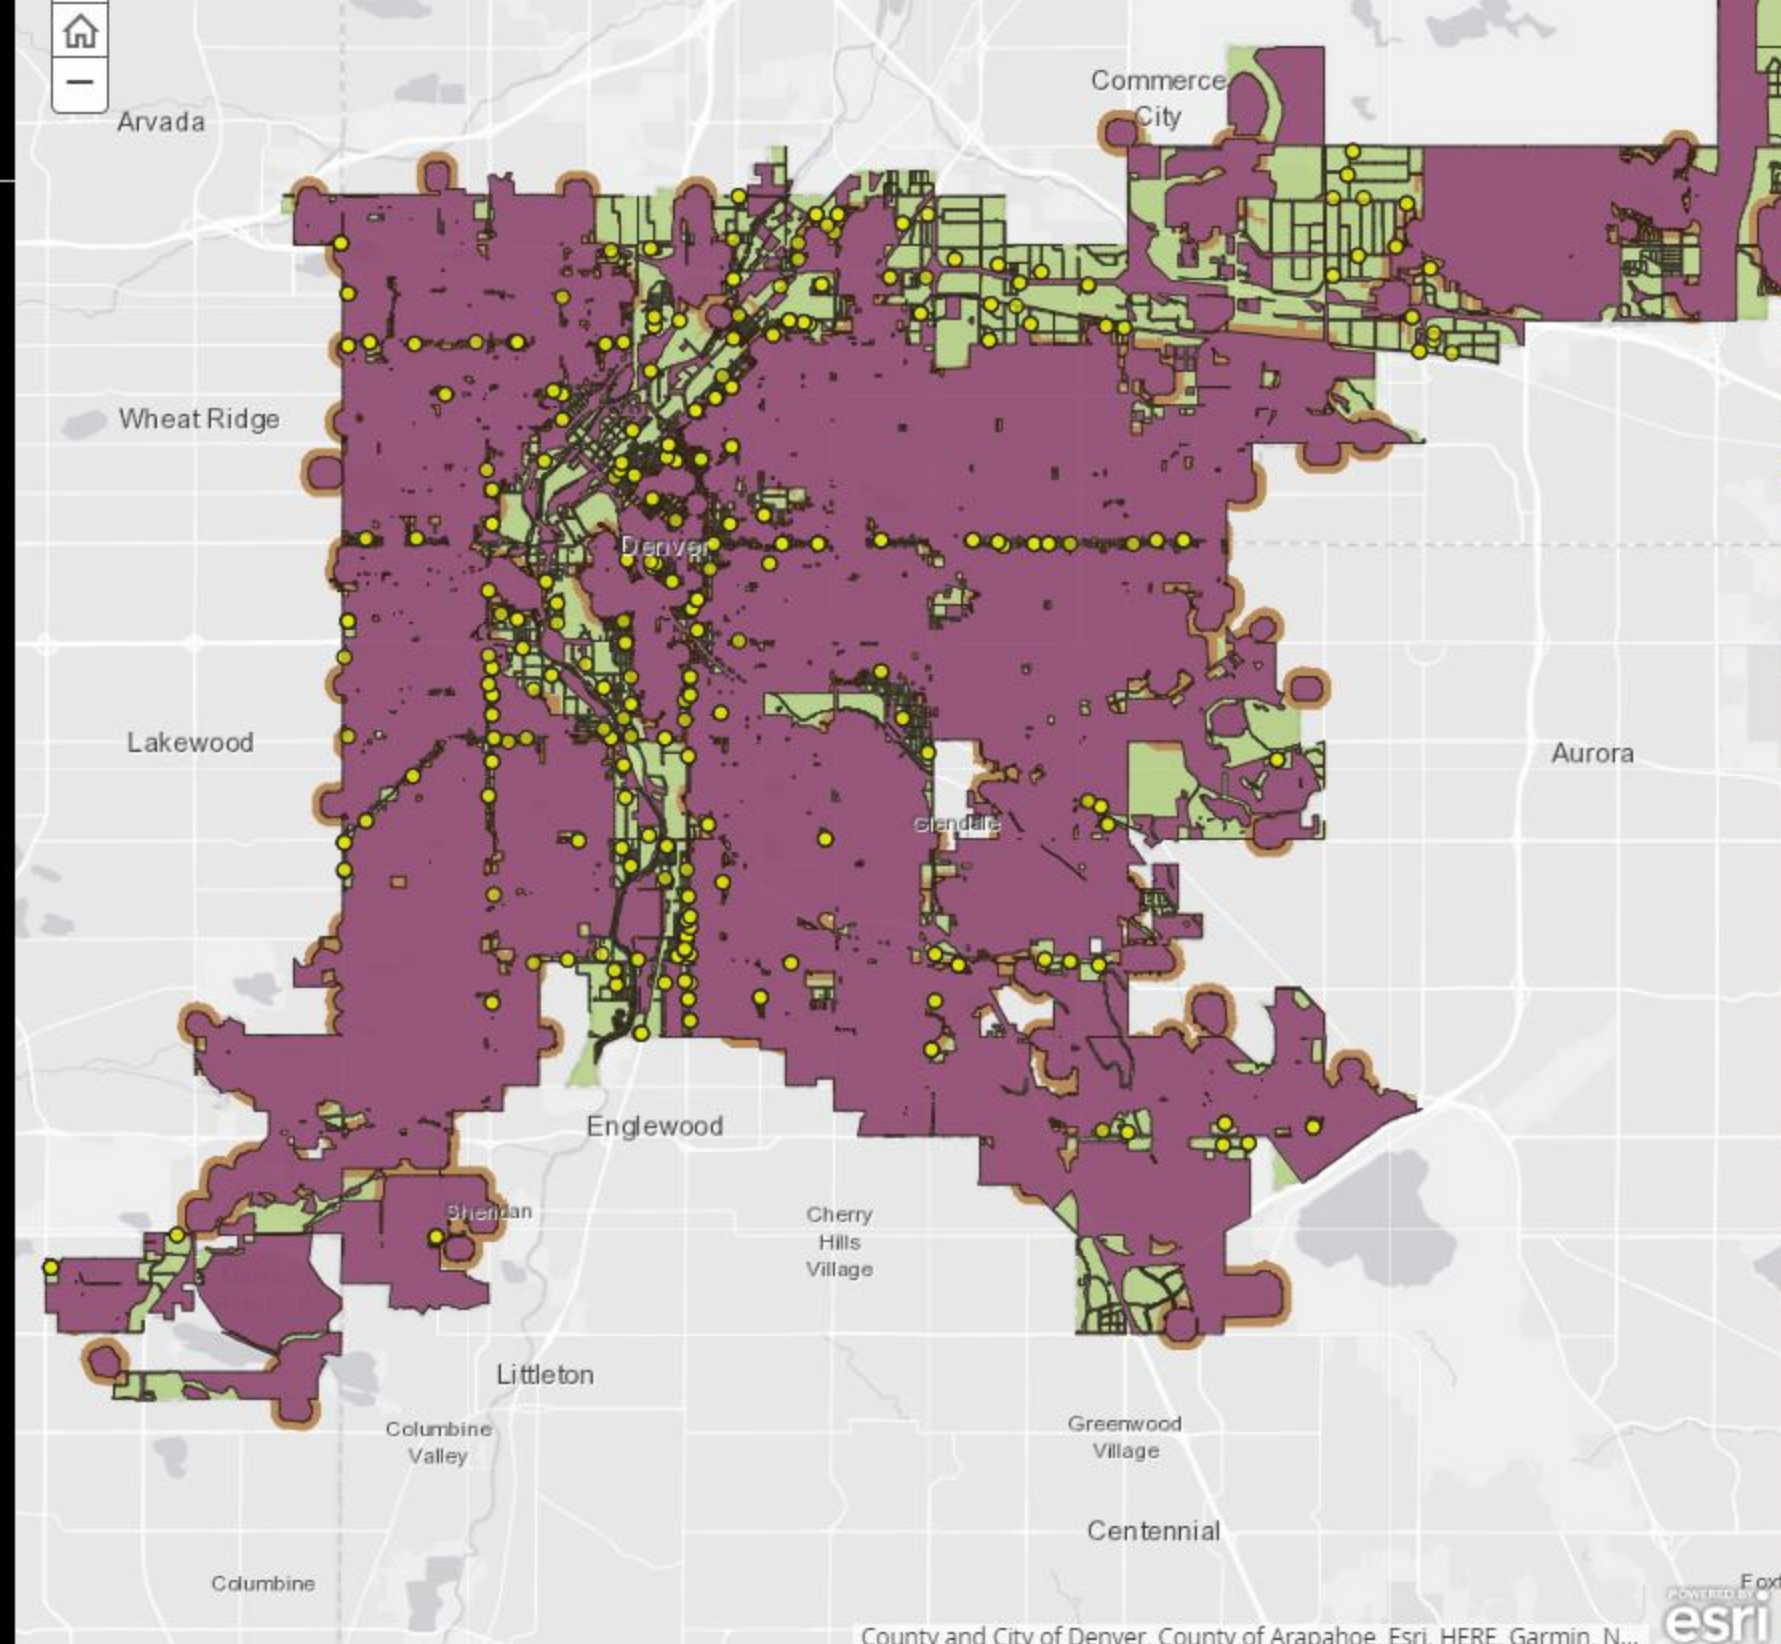 Commerce
City
Arvada
Wheat Ridge
Denver
Lakewood
Aurora
Glendale
Englewood
Sheridan
Cherry
Hills
Village
Littleton
Columbine
Valley
Greenwood
Village
Centennial
Columbine
Foxf
POWERED BY
esri
County and City of Denver, County of Arapahoe, Esri, HERE, Garmin, N...